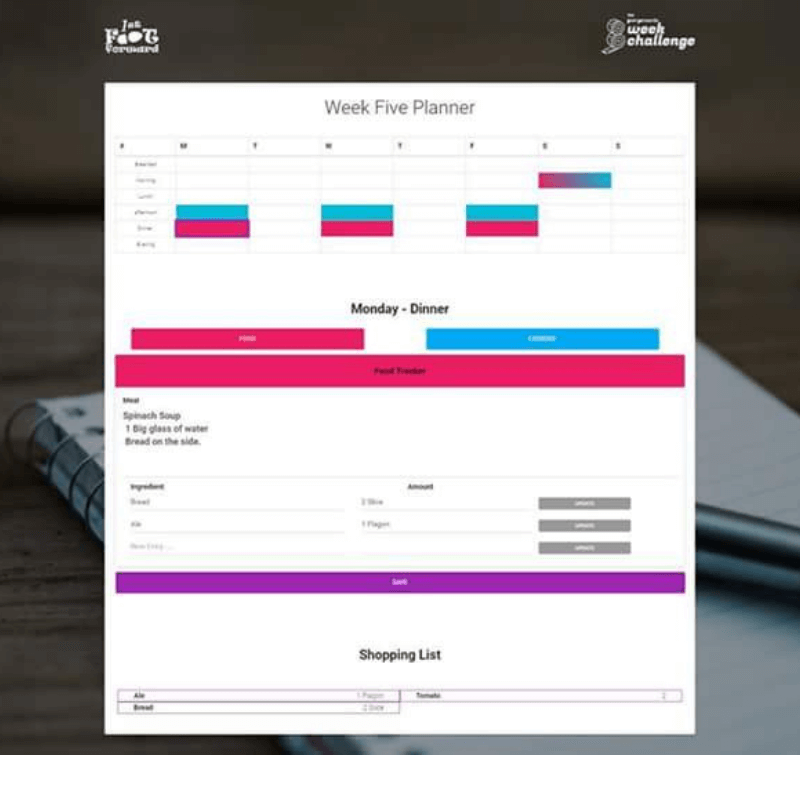 1st
FOOT
forward
week
challenge
Week Five Planner
# M T W T F S S
Breakfast
Morning
Lunch
Afternoon
Dinner
Evening
Monday - Dinner
FOOD EXERCISE
Food Tracker
Meal
Spinach Soup
1 Big glass of water
Bread on the side.
Ingredient Amount
Bread 2 Slice UPDATE
Ale 1 Flagon UPDATE
New Entry ... UPDATE
SAVE
Shopping List
Ale 1 Flagon Tomato 2
Bread 2 Slice